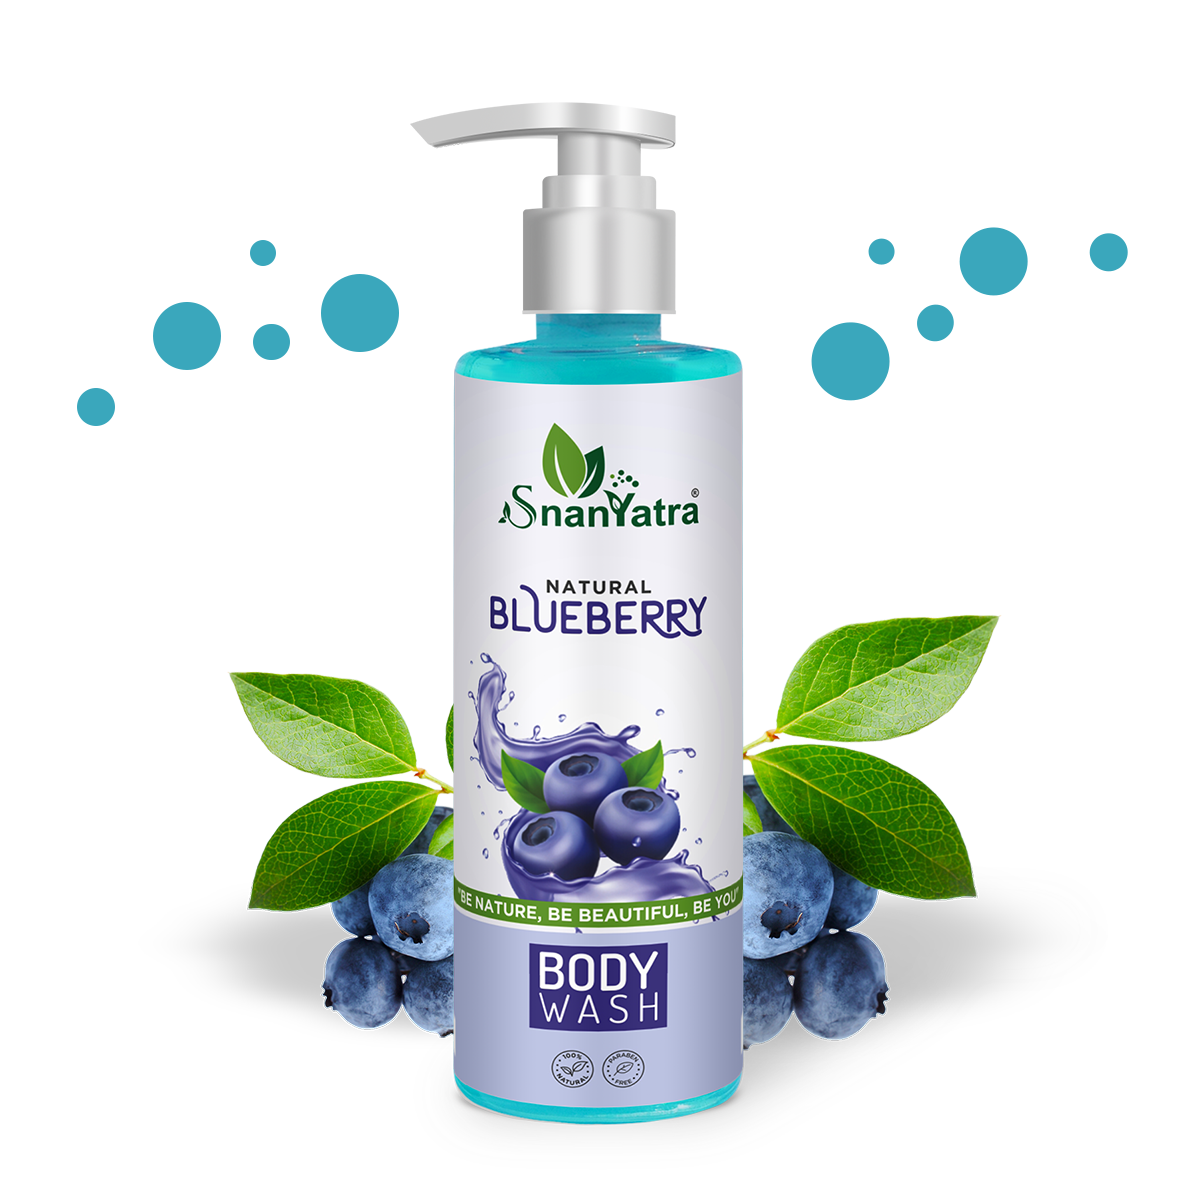 SnanYatra®
NATURAL
BLUEBERRY
"BE NATURE, BE BEAUTIFUL, BE YOU"
BODY
WASH
100%
NATURAL
PARABEN
FREE